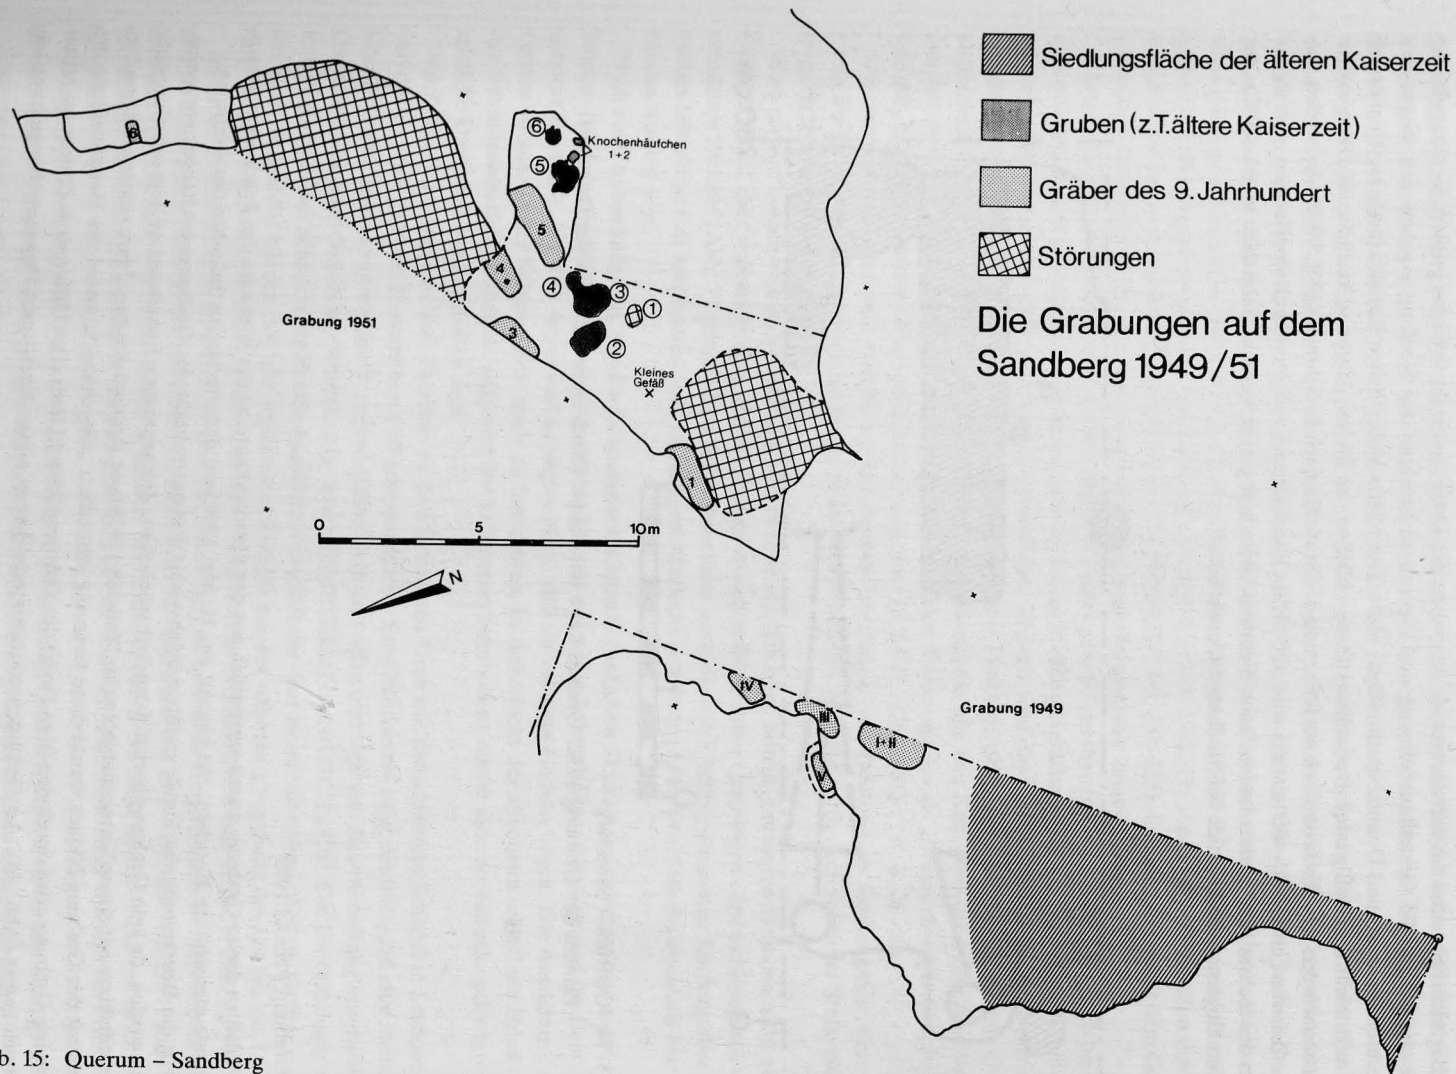 Siedlungsfläche der älteren Kaiserzeit
Gruben (z.T.ältere Kaiserzeit)
Gräber des 9. Jahrhundert
Störungen
Die Grabungen auf dem
Sandberg 1949/51
6
6
Knochenhäufchen
1+2
5
5
4
4
3
1
Grabung 1951
3
2
Kleines
Gefäß
1
0 5 10m
N
IV
III
I+II
V
Grabung 1949
b. 15: Querum – Sandberg